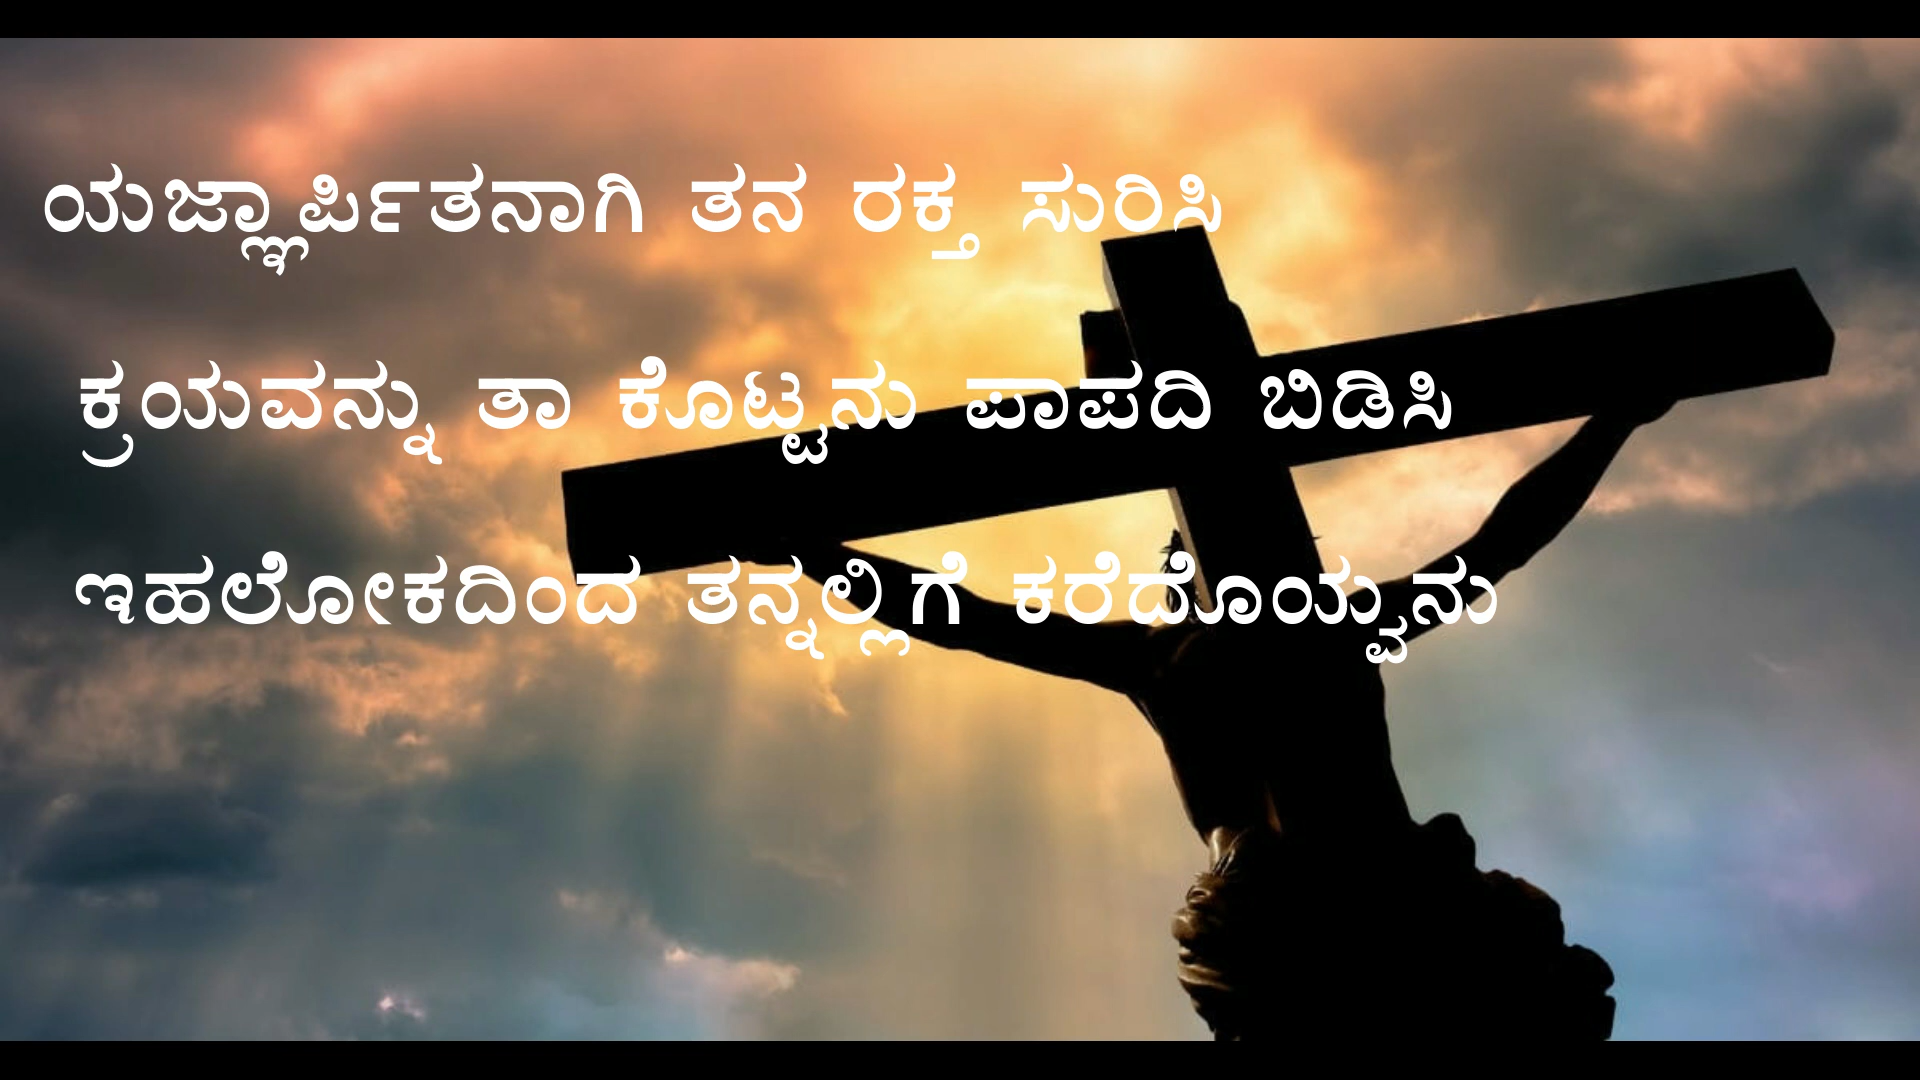 ಯಜ್ಞಾರ್ಪಿತನಾಗಿ ತನ ರಕ್ತ ಸುರಿಸಿ
ಕ್ರಯವನ್ನು ತಾ ಕೊಟ್ಟನು ಪಾಪದಿ ಬಿಡಿಸಿ
ಇಹಲೋಕದಿಂದ ತನ್ನಲ್ಲಿಗೆ ಕರೆದೊಯ್ವನು